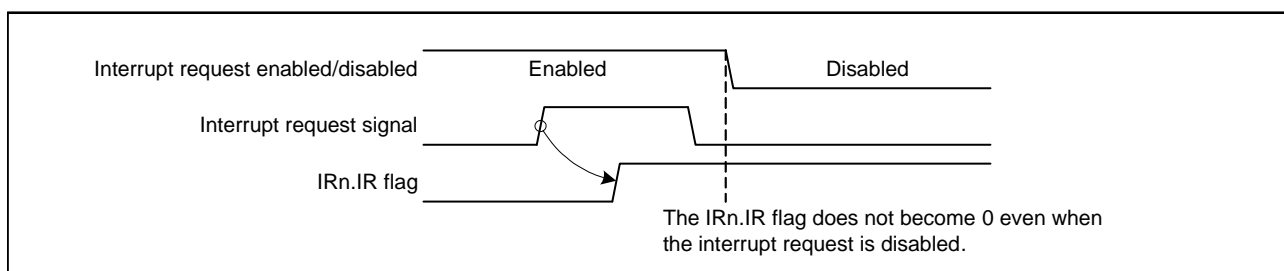 Interrupt request enabled/disabled Enabled Disabled
Interrupt request signal
IRn.IR flag
The IRn.IR flag does not become 0 even when
the interrupt request is disabled.